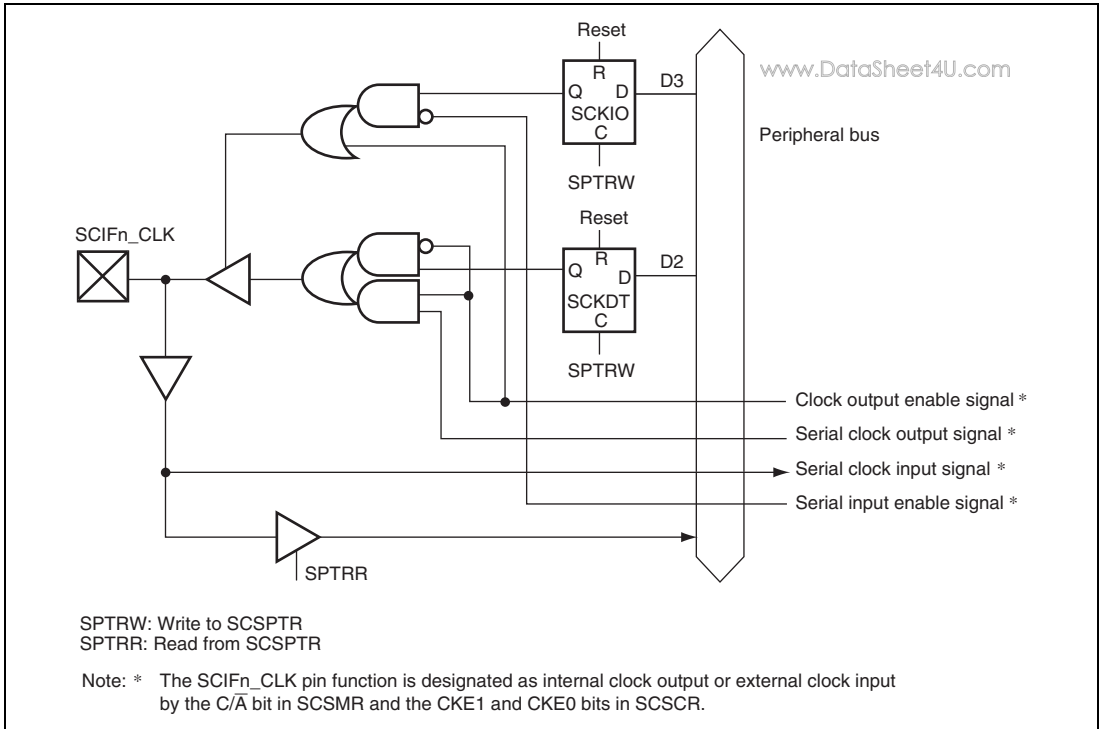 Reset
www.DataSheet4U.com
R
Q D D3
SCKIO
C
Peripheral bus
SPTRW
Reset
SCIFn_CLK
R
Q D D2
SCKDT
C
SPTRW
Clock output enable signal *
Serial clock output signal *
Serial clock input signal *
Serial input enable signal *
SPTRR
SPTRW: Write to SCSPTR
SPTRR: Read from SCSPTR
Note: * The SCIFn_CLK pin function is designated as internal clock output or external clock input
by the C/A̅ bit in SCSMR and the CKE1 and CKE0 bits in SCSCR.